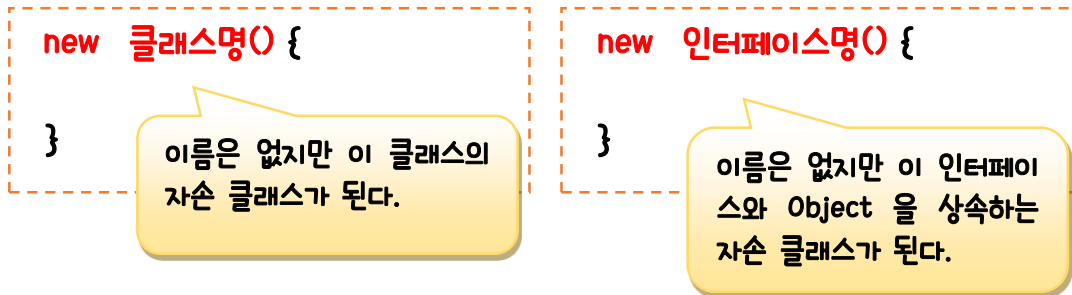 new 클래스명() {
이름은 없지만 이 클래스의
자손 클래스가 된다.
}
new 인터페이스명() {
이름은 없지만 이 인터페이
스와 Object 을 상속하는
자손 클래스가 된다.
}